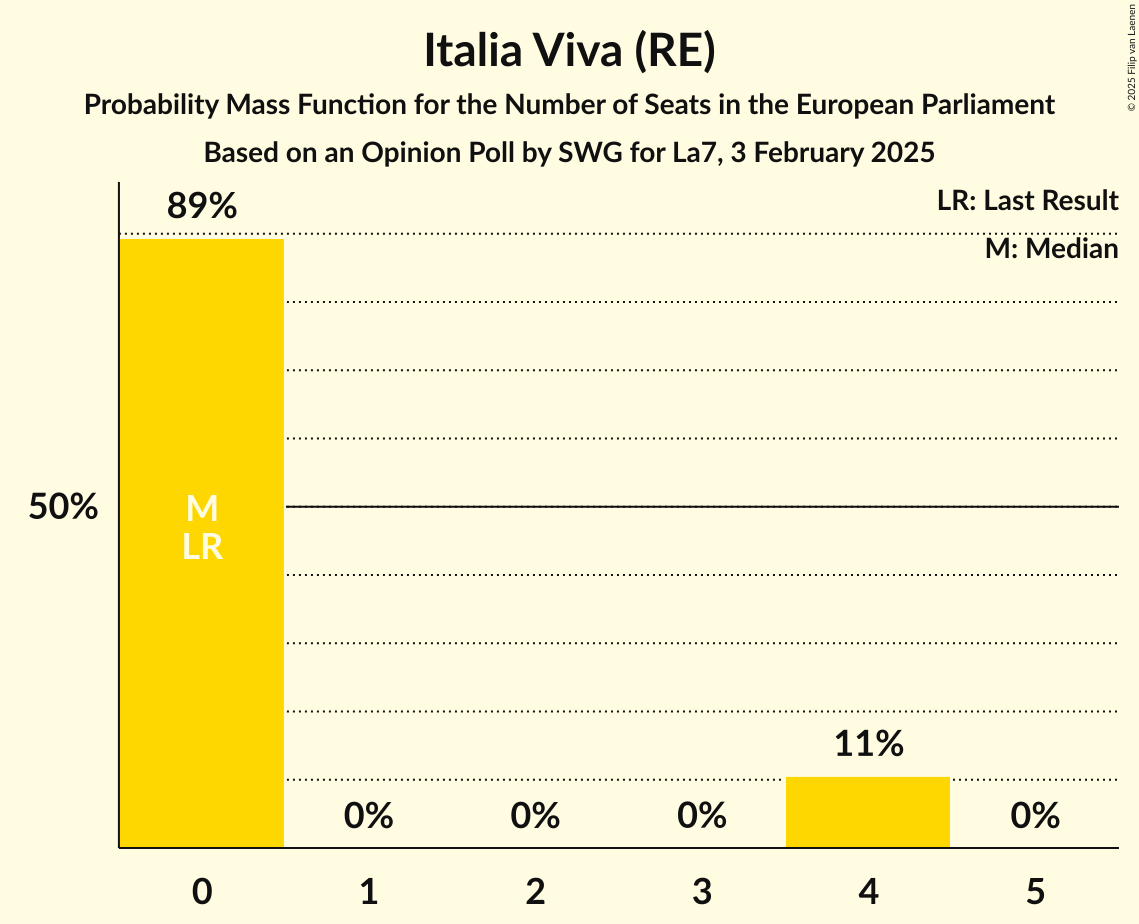 Italia Viva (RE)
Probability Mass Function for the Number of Seats in the European Parliament
Based on an Opinion Poll by SWG for La7, 3 February 2025
© 2025 Filip van Laenen
LR: Last Result
M: Median
89%
50%
M
LR
0%
0%
0%
11%
0%
0
1
2
3
4
5